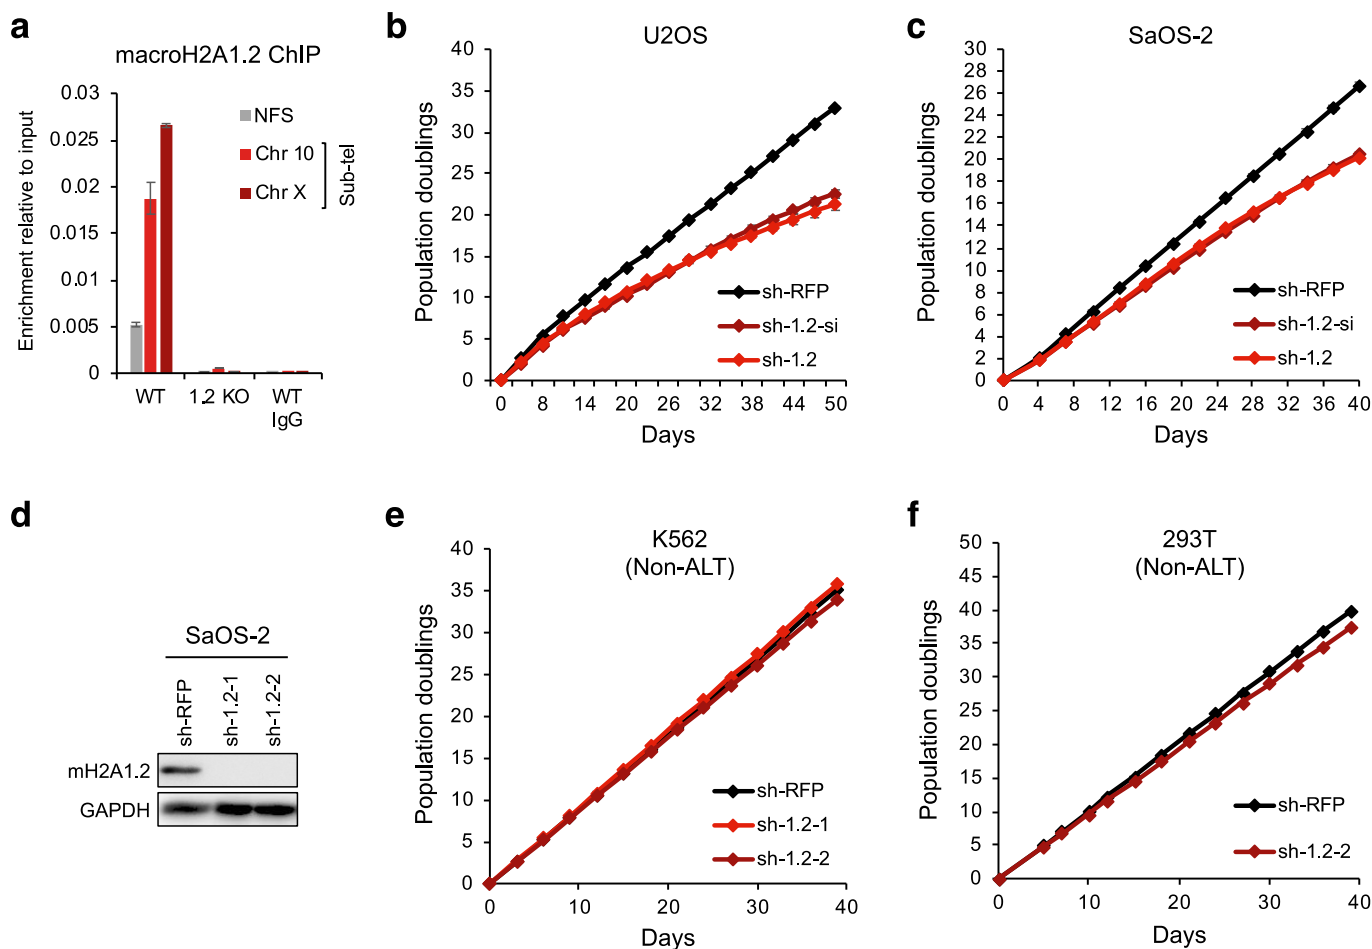 a
macroH2A1.2 ChIP
Enrichment relative to input
0.03
0.025
0.02
0.015
0.01
0.005
0
NFS
Chr 10
Chr X
Sub-tel
WT
1.2 KO
WT
IgG
b
U2OS
Population doublings
40
35
30
25
20
15
10
5
0
sh-RFP
sh-1.2-si
sh-1.2
0 8 14 20 26 32 38 44 50
Days
c
SaOS-2
Population doublings
30
28
26
24
22
20
18
16
14
12
10
8
6
4
2
0
sh-RFP
sh-1.2-si
sh-1.2
0 4 8 12 16 20 24 28 32 36 40
Days
d
SaOS-2
sh-RFP
sh-1.2-1
sh-1.2-2
mH2A1.2
GAPDH
e
K562
(Non-ALT)
Population doublings
40
35
30
25
20
15
10
5
0
sh-RFP
sh-1.2-1
sh-1.2-2
0 10 20 30 40
Days
f
293T
(Non-ALT)
Population doublings
50
45
40
35
30
25
20
15
10
5
0
sh-RFP
sh-1.2-2
0 10 20 30 40
Days